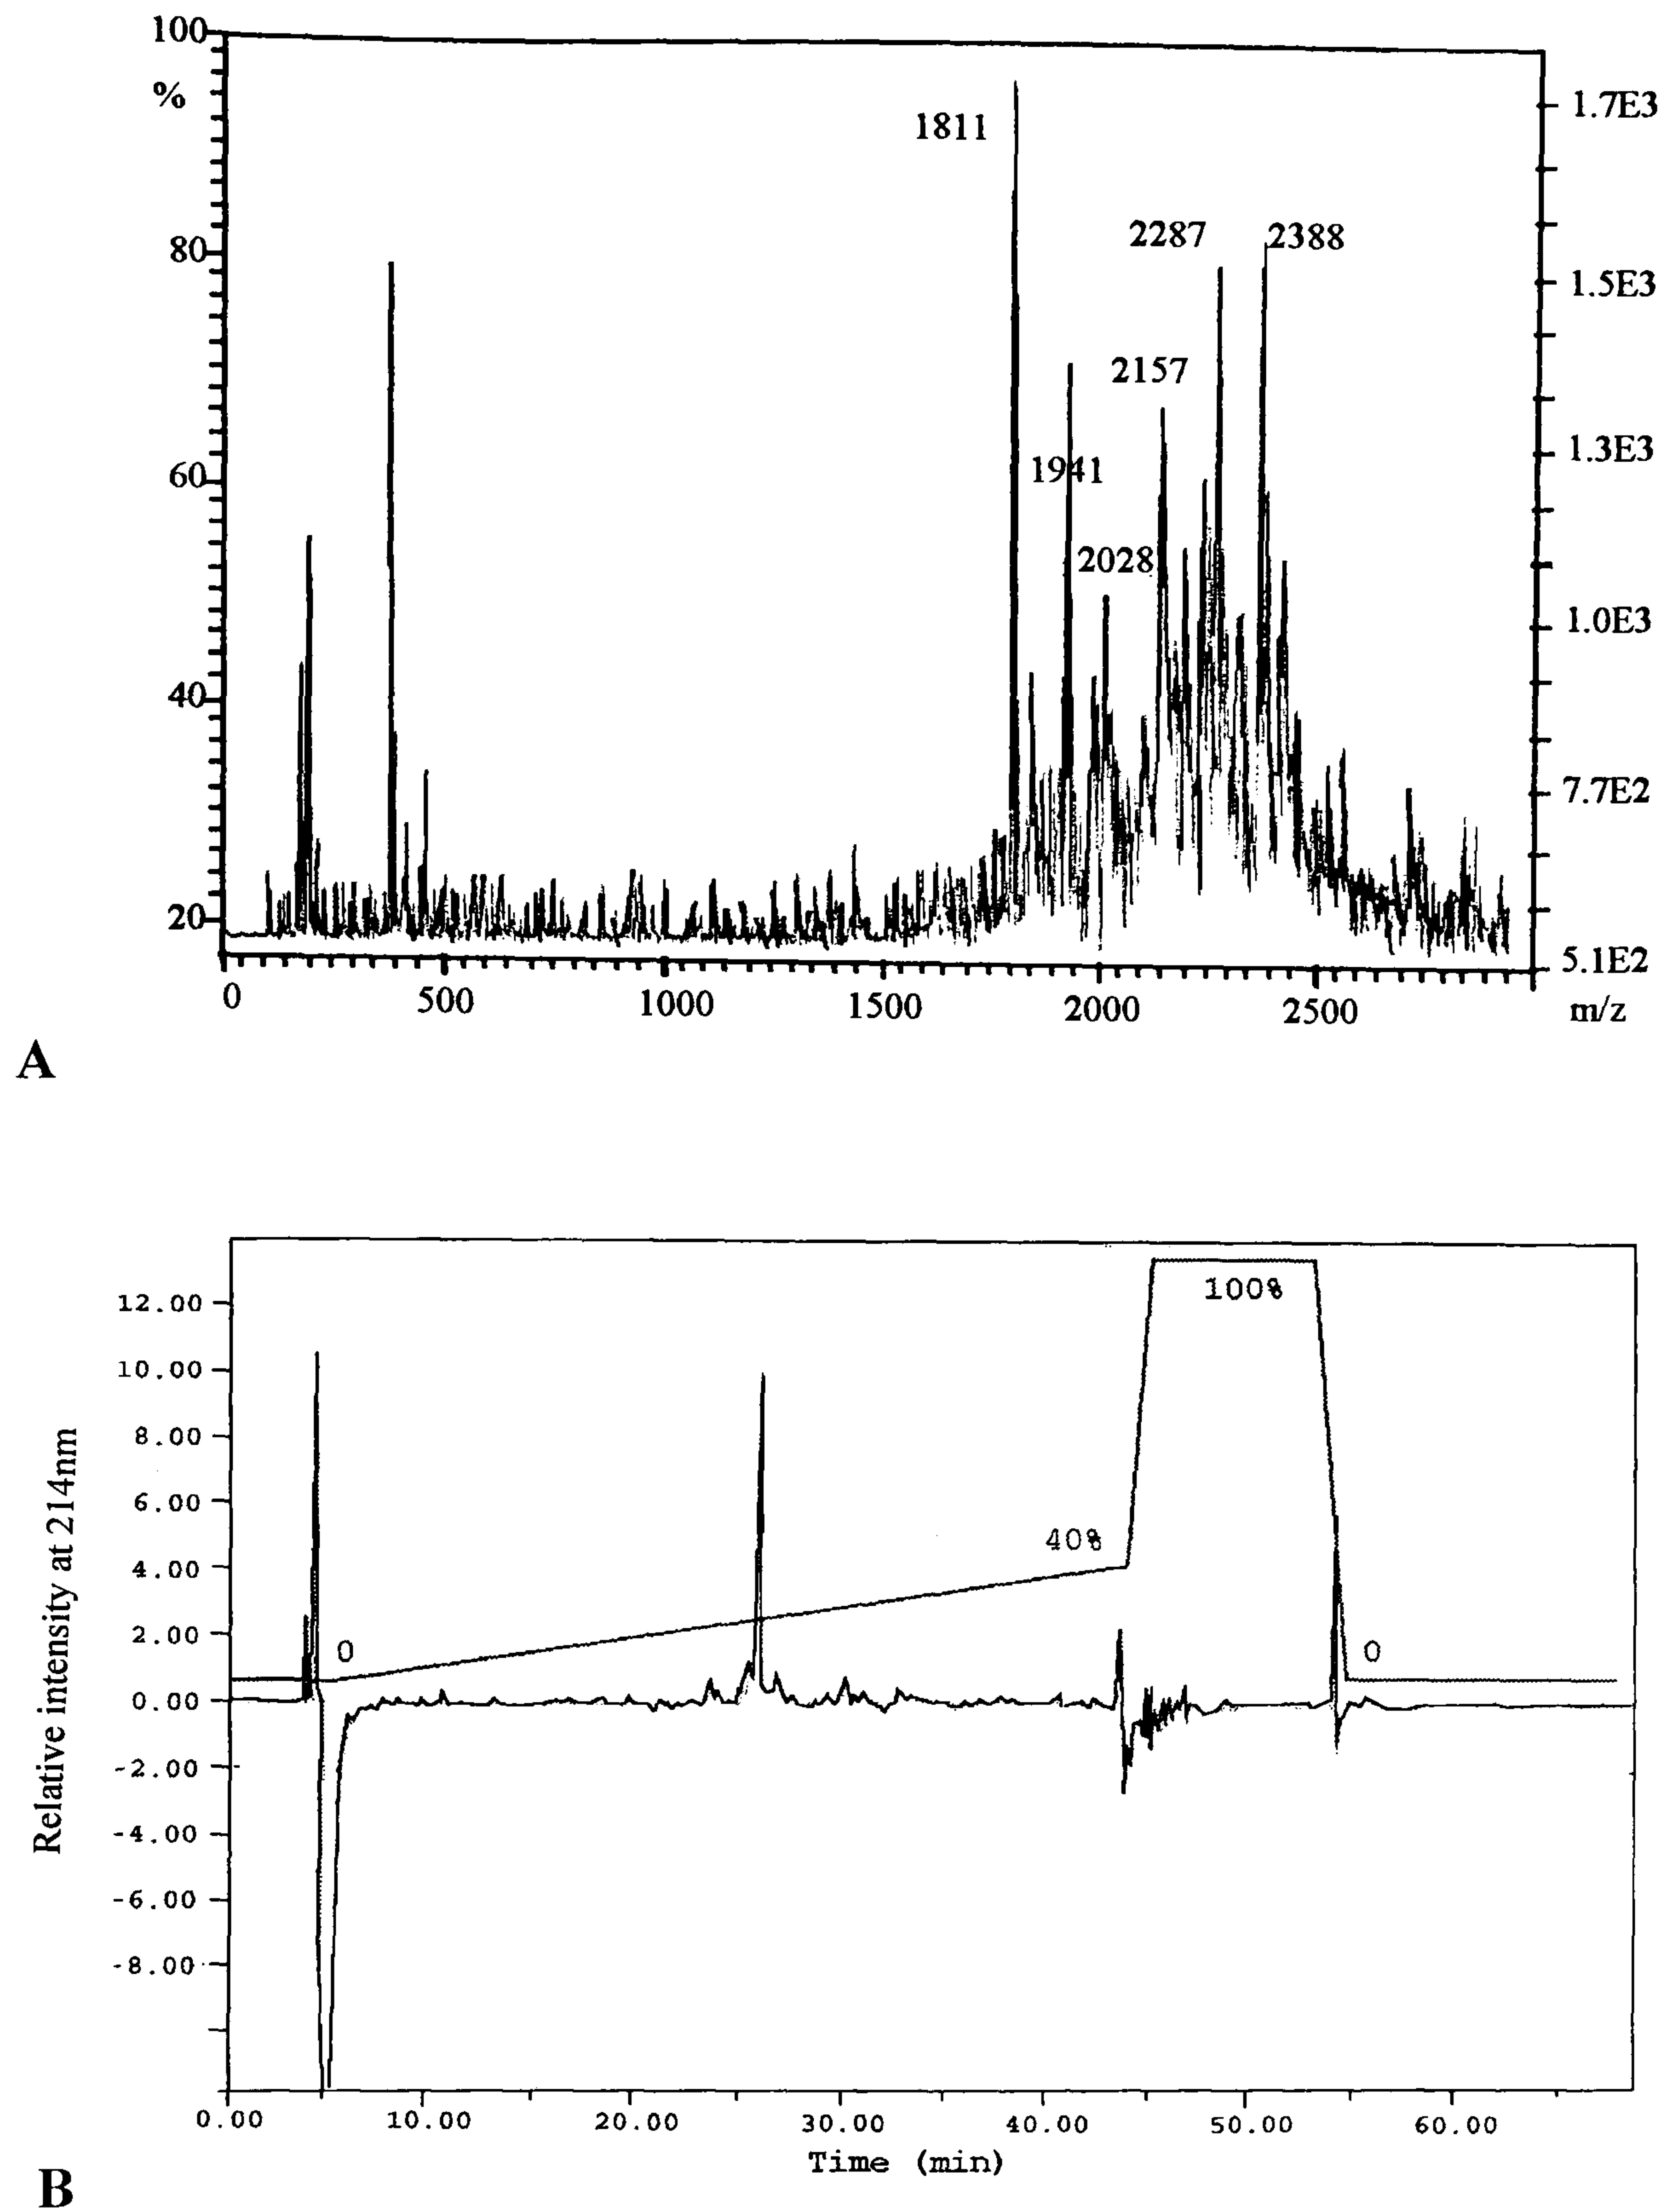 100
%
80
60
40
20
1811
1941
2028
2157
2287
2388
1.7E3
1.5E3
1.3E3
1.0E3
7.7E2
5.1E2
0 500 1000 1500 2000 2500 m/z
A
Relative intensity at 214nm
12.00
10.00
8.00
6.00
4.00
2.00
0.00
-2.00
-4.00
-6.00
-8.00
0
40%
100%
0
0.00 10.00 20.00 30.00 40.00 50.00 60.00
Time (min)
B